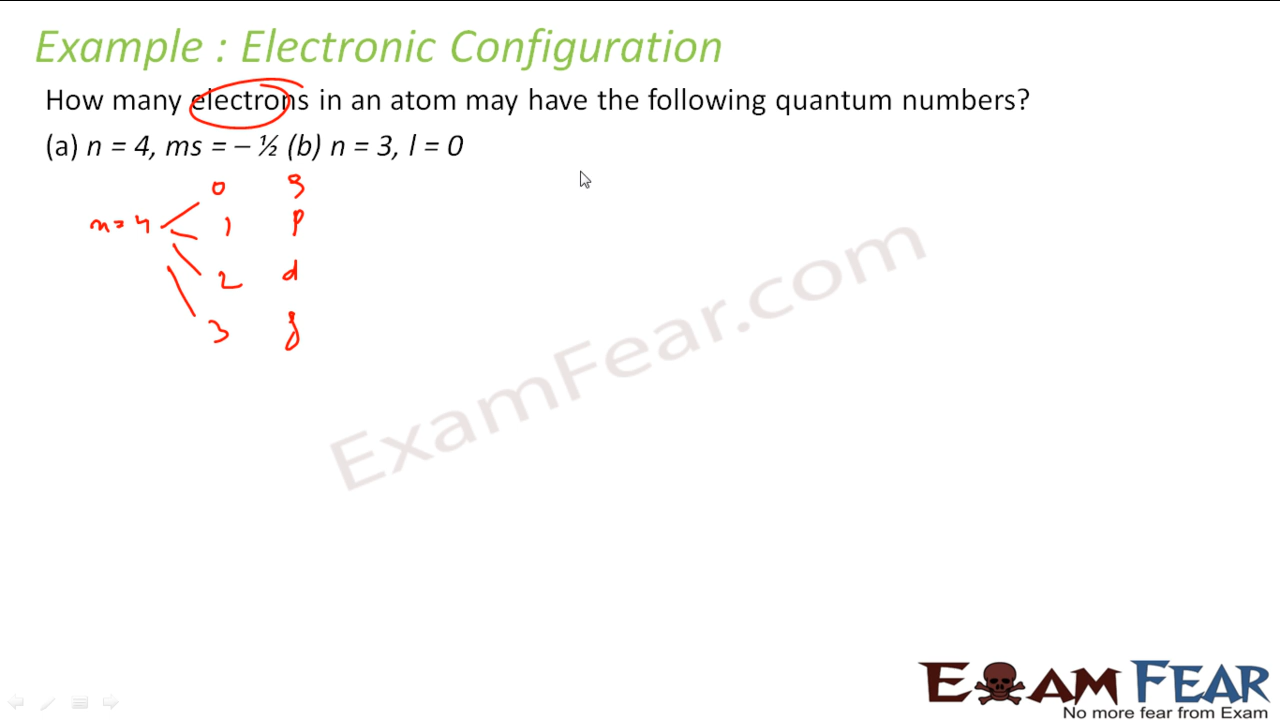 Example : Electronic Configuration
How many electrons in an atom may have the following quantum numbers?
(a) n = 4, ms = – ½ (b) n = 3, l = 0
0 s
n = 4 1 p
2 d
3 f
ExamFear.com
EXAM FEAR
No more fear from Exam